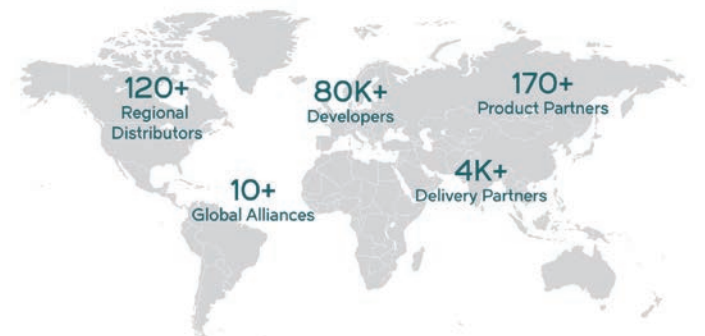 120+
Regional
Distributors
80K+
Developers
170+
Product Partners
10+
Global Alliances
4K+
Delivery Partners